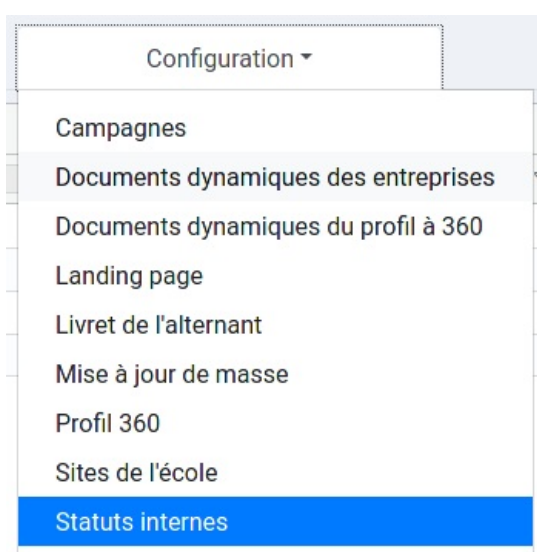 Configuration
Campagnes
Documents dynamiques des entreprises
Documents dynamiques du profil à 360
Landing page
Livret de l'alternant
Mise à jour de masse
Profil 360
Sites de l'école
Statuts internes